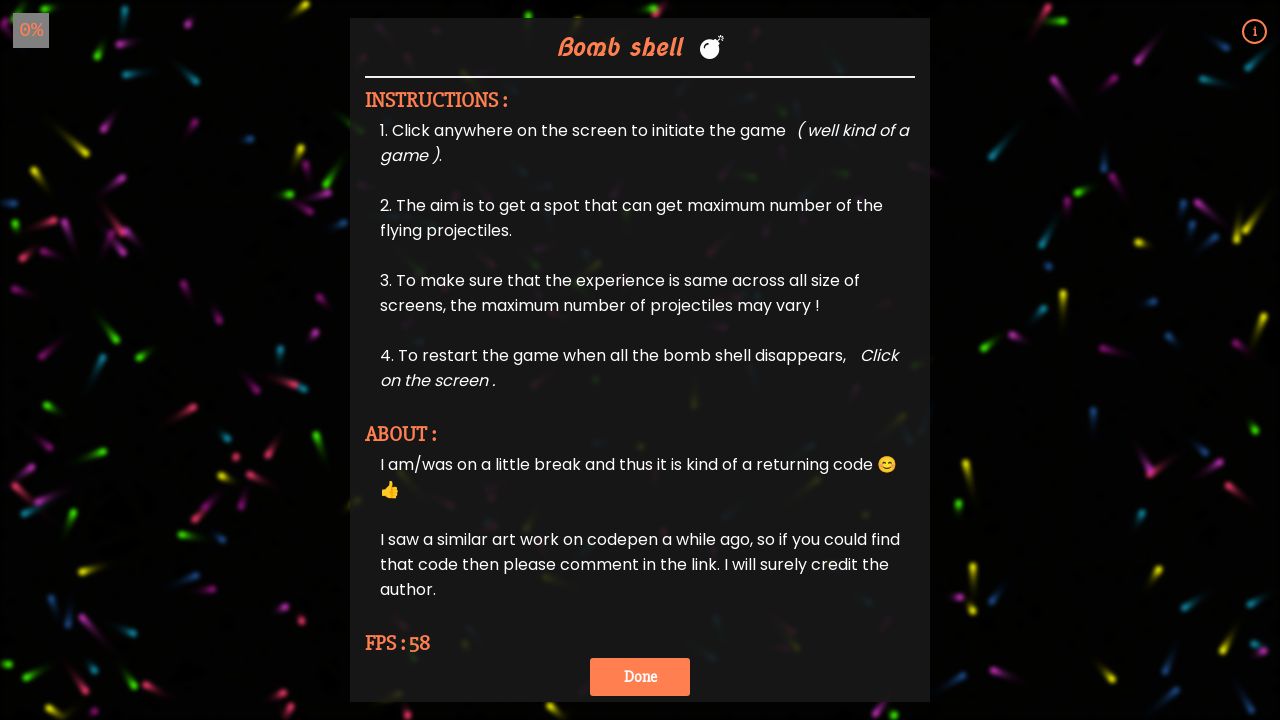 0%
Bomb shell 💣
i
INSTRUCTIONS :
1. Click anywhere on the screen to initiate the game ( well kind of a
game ).
2. The aim is to get a spot that can get maximum number of the
flying projectiles.
3. To make sure that the experience is same across all size of
screens, the maximum number of projectiles may vary !
4. To restart the game when all the bomb shell disappears, Click
on the screen .
ABOUT :
I am/was on a little break and thus it is kind of a returning code 😊
👍
I saw a similar art work on codepen a while ago, so if you could find
that code then please comment in the link. I will surely credit the
author.
FPS : 58
Done